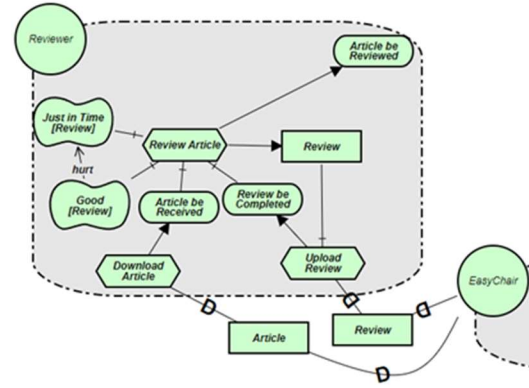 Reviewer
Article be
Reviewed
Just in Time
[Review]
Review Article
Review
hurt
Good
[Review]
Article be
Received
Review be
Completed
Download
Article
Upload
Review
EasyChair
D
D
D
Review
Article
D